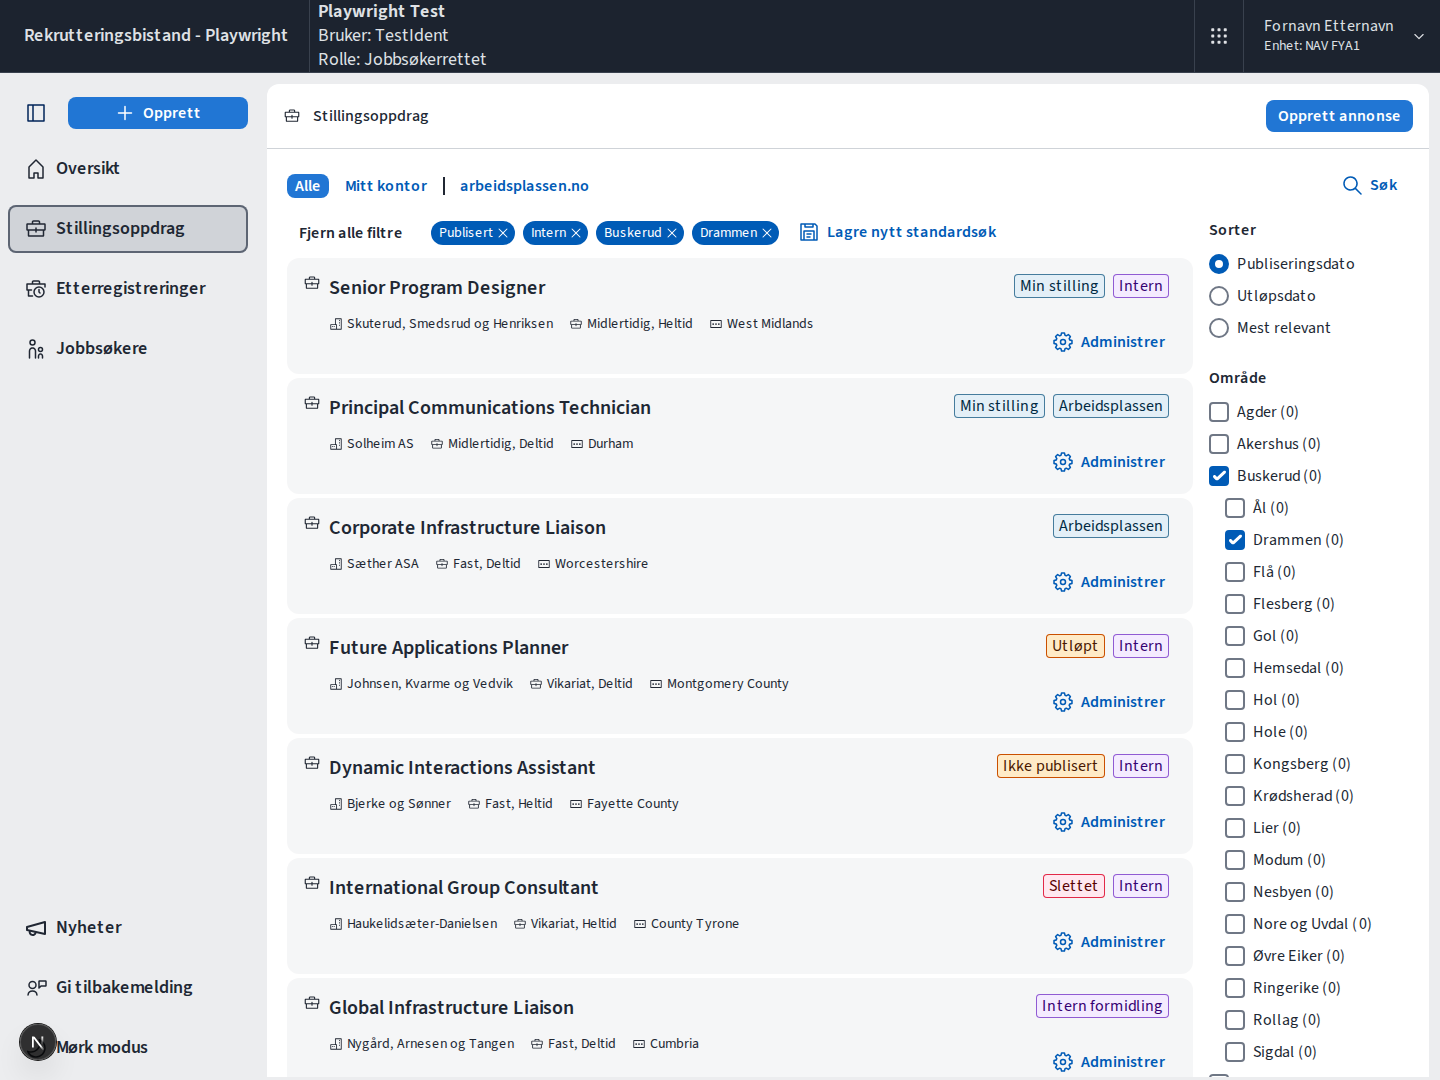 Rekrutteringsbistand - Playwright
Playwright Test
Bruker: TestIdent
Rolle: Jobbsøkerrettet
Fornavn Etternavn
Enhet: NAV FYA1
Opprett
Oversikt
Stillingsoppdrag
Etterregistreringer
Jobbsøkere
Nyheter
Gi tilbakemelding
N
Mørk modus
Stillingsoppdrag
Opprett annonse
Alle
Mitt kontor
arbeidsplassen.no
Søk
Fjern alle filtre
Publisert
Intern
Buskerud
Drammen
Lagre nytt standardsøk
Senior Program Designer
Min stilling
Intern
Skuterud, Smedsrud og Henriksen
Midlertidig, Heltid
West Midlands
Administrer
Principal Communications Technician
Min stilling
Arbeidsplassen
Solheim AS
Midlertidig, Deltid
Durham
Administrer
Corporate Infrastructure Liaison
Arbeidsplassen
Sæther ASA
Fast, Deltid
Worcestershire
Administrer
Future Applications Planner
Utløpt
Intern
Johnsen, Kvarme og Vedvik
Vikariat, Deltid
Montgomery County
Administrer
Dynamic Interactions Assistant
Ikke publisert
Intern
Bjerke og Sønner
Fast, Heltid
Fayette County
Administrer
International Group Consultant
Slettet
Intern
Haukelidsæter-Danielsen
Vikariat, Heltid
County Tyrone
Administrer
Global Infrastructure Liaison
Intern formidling
Nygård, Arnesen og Tangen
Fast, Deltid
Cumbria
Administrer
Sorter
Publiseringsdato
Utløpsdato
Mest relevant
Område
Agder (0)
Akershus (0)
Buskerud (0)
Ål (0)
Drammen (0)
Flå (0)
Flesberg (0)
Gol (0)
Hemsedal (0)
Hol (0)
Hole (0)
Kongsberg (0)
Krødsherad (0)
Lier (0)
Modum (0)
Nesbyen (0)
Nore og Uvdal (0)
Øvre Eiker (0)
Ringerike (0)
Rollag (0)
Sigdal (0)